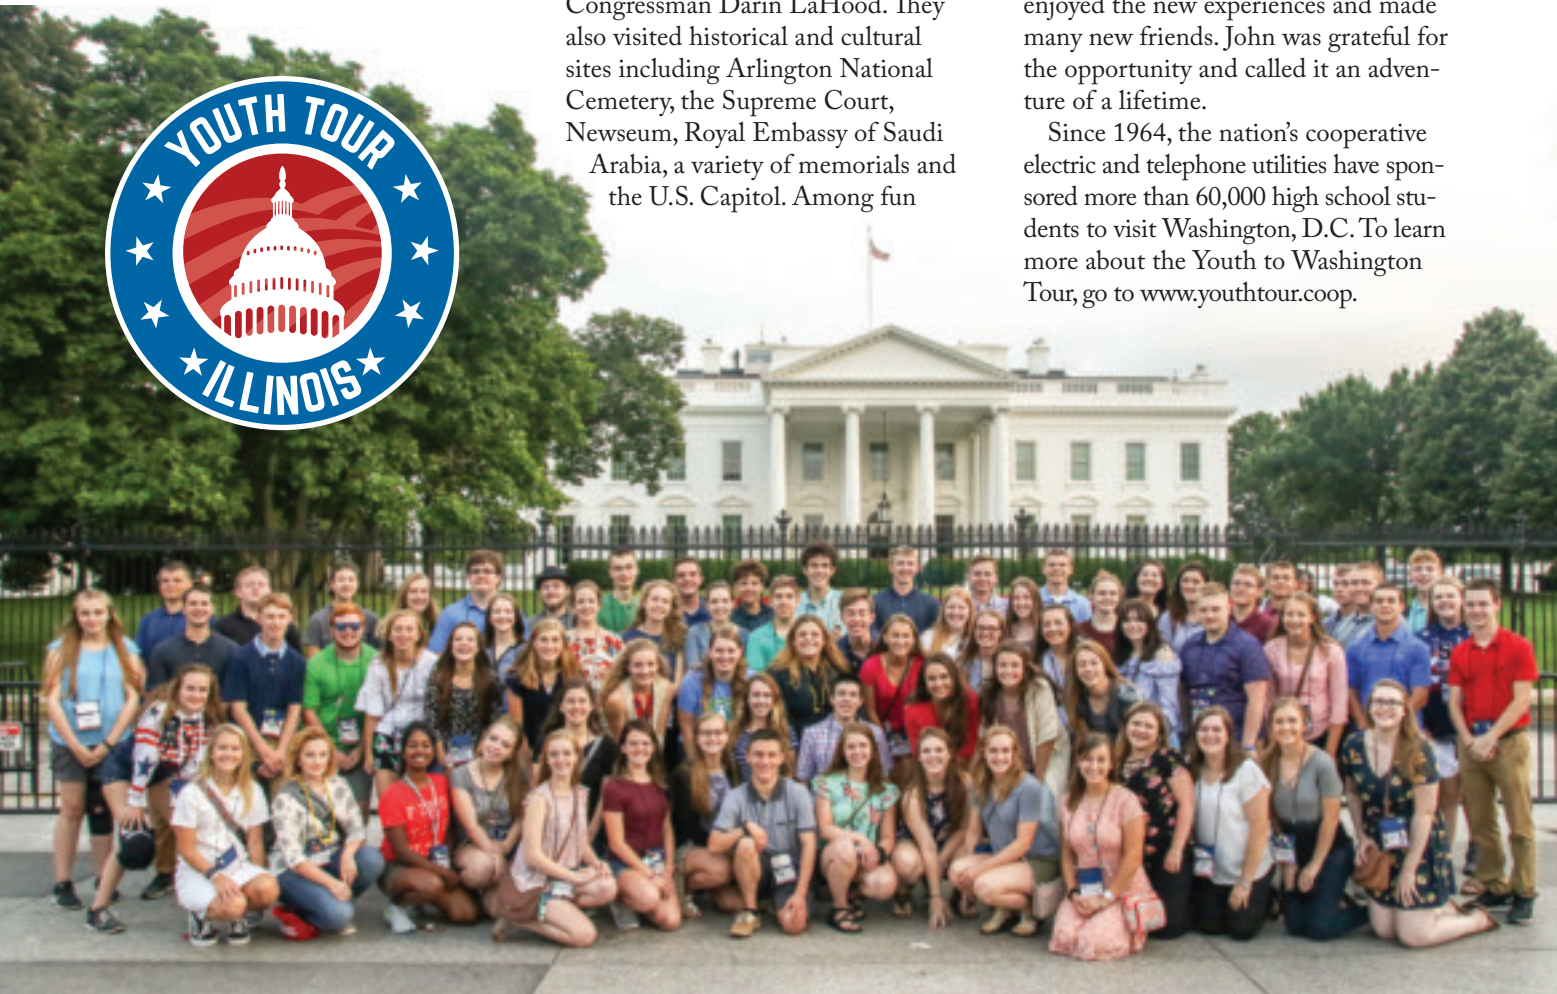 Congressman Darin LaHood. They
also visited historical and cultural
sites including Arlington National
Cemetery, the Supreme Court,
Newseum, Royal Embassy of Saudi
Arabia, a variety of memorials and
the U.S. Capitol. Among fun
enjoyed the new experiences and made
many new friends. John was grateful for
the opportunity and called it an adven-
ture of a lifetime.
Since 1964, the nation's cooperative
electric and telephone utilities have spon-
sored more than 60,000 high school stu-
dents to visit Washington, D.C. To learn
more about the Youth to Washington
Tour, go to www.youthtour.coop.
YOUTH TOUR
ILLINOIS